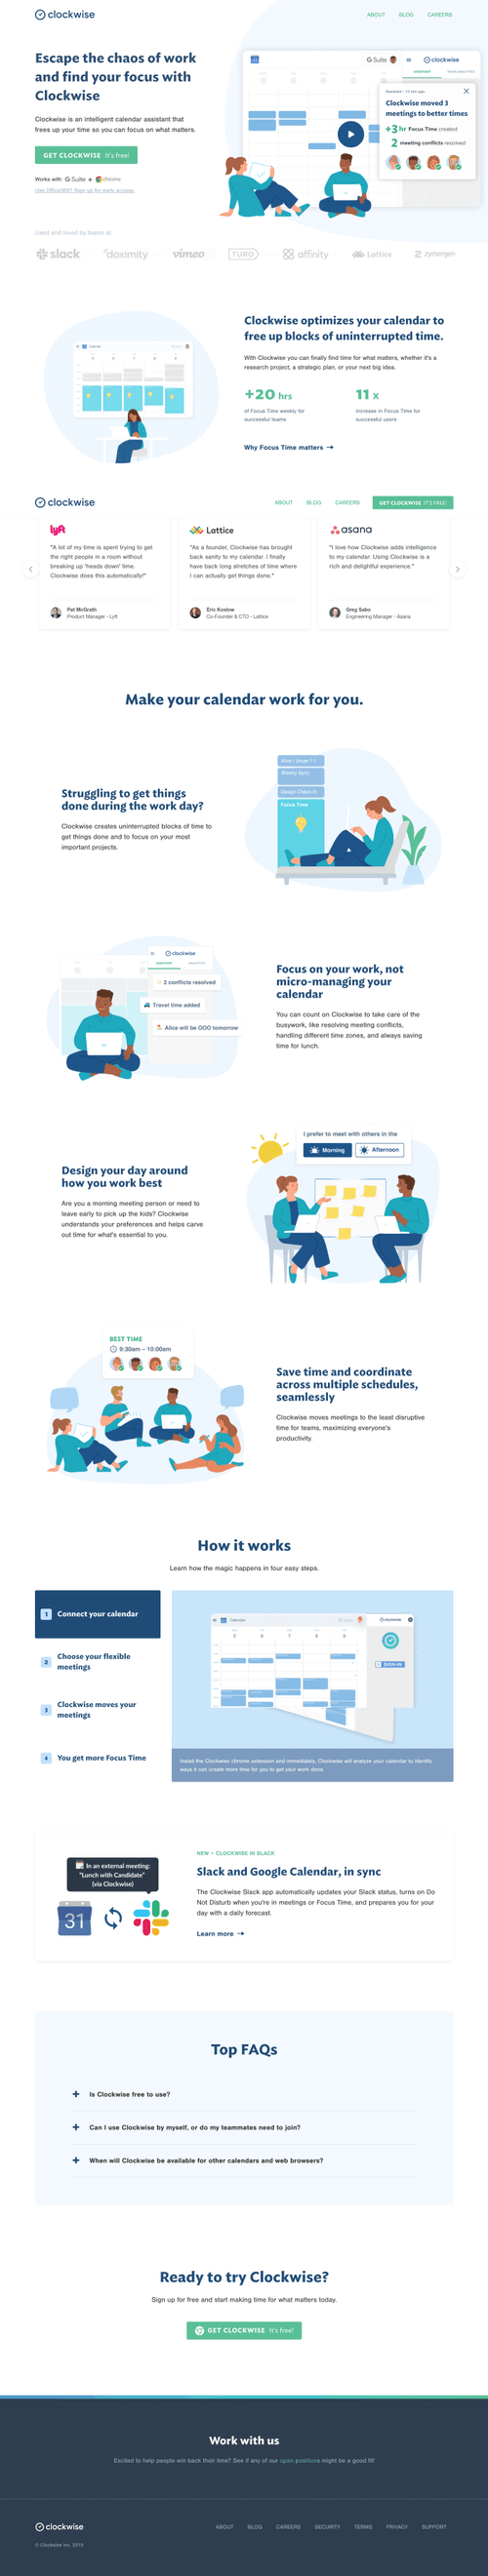 clockwise
ABOUT BLOG CAREERS
Escape the chaos of work
and find your focus with
Clockwise
Clockwise is an intelligent calendar assistant that
frees up your time so you can focus on what matters.
GET CLOCKWISE It's free!
Works with G Suite + chrome
Use Office365? Sign up for early access.
G Suite
clockwise
ASSISTANT
Clockwise moved 3
meetings to better times
+3 hr Focus Time created
2 meeting conflicts resolved
Used and loved by teams at
slack doximity vimeo TURO affinity Lattice zymergen
Clockwise optimizes your calendar to
free up blocks of uninterrupted time.
With Clockwise you can finally find time for what matters, whether it's a
research project, a strategic plan, or your next big idea.
+20 hrs
of Focus Time weekly for
successful teams
11 x
increase in Focus Time for
successful users
Why Focus Time matters →
clockwise
ABOUT BLOG CAREERS GET CLOCKWISE IT'S FREE!
lyft
"A lot of my time is spent trying to get
the right people in a room without
breaking up 'heads down' time.
Clockwise does this automatically!"
Pat McGrath
Product Manager - Lyft
Lattice
"As a founder, Clockwise has brought
back sanity to my calendar. I finally
have back long stretches of time where
I can actually get things done."
Eric Koslow
Co-Founder & CTO - Lattice
asana
"I love how Clockwise adds intelligence
to my calendar. Using Clockwise is a
rich and delightful experience."
Greg Sabo
Engineering Manager - Asana
Make your calendar work for you.
Struggling to get things
done during the work day?
Clockwise creates uninterrupted blocks of time to
get things done and to focus on your most
important projects.
Alice / Jesse 1:1
Weekly Sync
Design Check-in
Focus Time
clockwise
2 conflicts resolved
Travel time added
Alice will be OOO tomorrow
Focus on your work, not
micro-managing your
calendar
You can count on Clockwise to take care of the
busywork, like resolving meeting conflicts,
handling different time zones, and always saving
time for lunch.
Design your day around
how you work best
Are you a morning meeting person or need to
leave early to pick up the kids? Clockwise
understands your preferences and helps carve
out time for what's essential to you.
I prefer to meet with others in the
Morning Afternoon
BEST TIME
9:30am – 10:00am
Save time and coordinate
across multiple schedules,
seamlessly
Clockwise moves meetings to the least disruptive
time for teams, maximizing everyone's
productivity.
How it works
Learn how the magic happens in four easy steps.
1 Connect your calendar
2 Choose your flexible
meetings
3 Clockwise moves your
meetings
4 You get more Focus Time
Calendar
G Suite
clockwise
5 6 7 8 9
SIGN IN
Install the Clockwise chrome extension and immediately, Clockwise will analyze your calendar to identify
ways it can create more time for you to get your work done.
In an external meeting:
"Lunch with Candidate"
(via Clockwise)
31
NEW - CLOCKWISE IN SLACK
Slack and Google Calendar, in sync
The Clockwise Slack app automatically updates your Slack status, turns on Do
Not Disturb when you're in meetings or Focus Time, and prepares you for your
day with a daily forecast.
Learn more →
Top FAQs
+ Is Clockwise free to use?
+ Can I use Clockwise by myself, or do my teammates need to join?
+ When will Clockwise be available for other calendars and web browsers?
Ready to try Clockwise?
Sign up for free and start making time for what matters today.
GET CLOCKWISE It's free!
Work with us
Excited to help people win back their time? See if any of our open positions might be a good fit!
clockwise
ABOUT BLOG CAREERS SECURITY TERMS PRIVACY SUPPORT
© Clockwise Inc. 2019